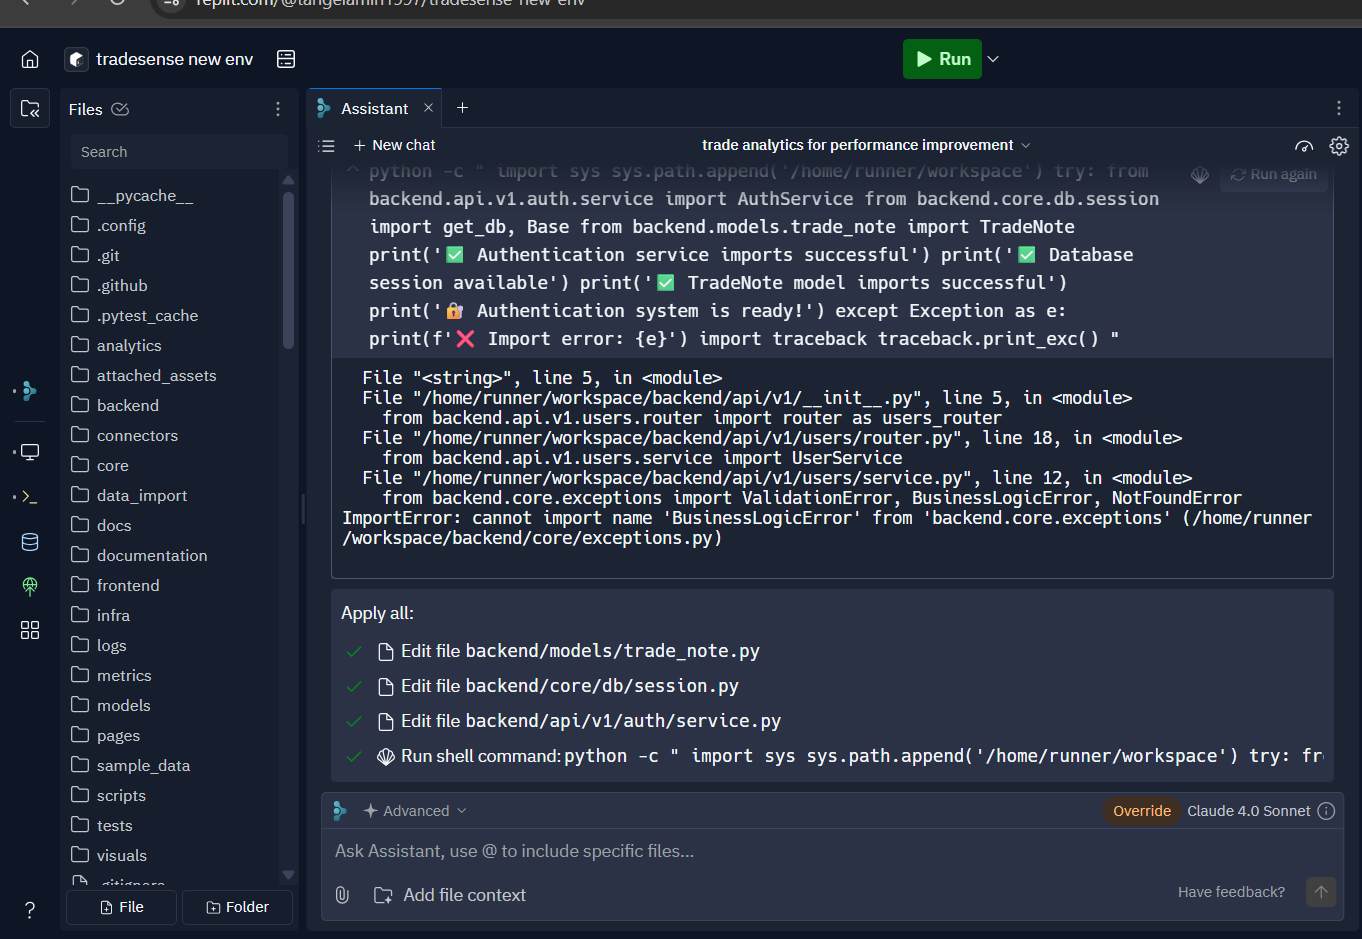 replit.com/@tangelamin1997/tradesense-new-env
tradesense new env
Run
Files
Search
__pycache__
.config
.git
.github
.pytest_cache
analytics
attached_assets
backend
connectors
core
data_import
docs
documentation
frontend
infra
logs
metrics
models
pages
sample_data
scripts
tests
visuals
.gitignore
File
Folder
Assistant
New chat
trade analytics for performance improvement
Run again
python -c " import sys sys.path.append('/home/runner/workspace') try: from
backend.api.v1.auth.service import AuthService from backend.core.db.session
import get_db, Base from backend.models.trade_note import TradeNote
print('✅ Authentication service imports successful') print('✅ Database
session available') print('✅ TradeNote model imports successful')
print('🔐 Authentication system is ready!') except Exception as e:
print(f'❌ Import error: {e}') import traceback traceback.print_exc() "
File "<string>", line 5, in <module>
File "/home/runner/workspace/backend/api/v1/__init__.py", line 5, in <module>
from backend.api.v1.users.router import router as users_router
File "/home/runner/workspace/backend/api/v1/users/router.py", line 18, in <module>
from backend.api.v1.users.service import UserService
File "/home/runner/workspace/backend/api/v1/users/service.py", line 12, in <module>
from backend.core.exceptions import ValidationError, BusinessLogicError, NotFoundError
ImportError: cannot import name 'BusinessLogicError' from 'backend.core.exceptions' (/home/runner
/workspace/backend/core/exceptions.py)
Apply all:
Edit file backend/models/trade_note.py
Edit file backend/core/db/session.py
Edit file backend/api/v1/auth/service.py
Run shell command: python -c " import sys sys.path.append('/home/runner/workspace') try: fr
Advanced
Override
Claude 4.0 Sonnet
Ask Assistant, use @ to include specific files...
Add file context
Have feedback?